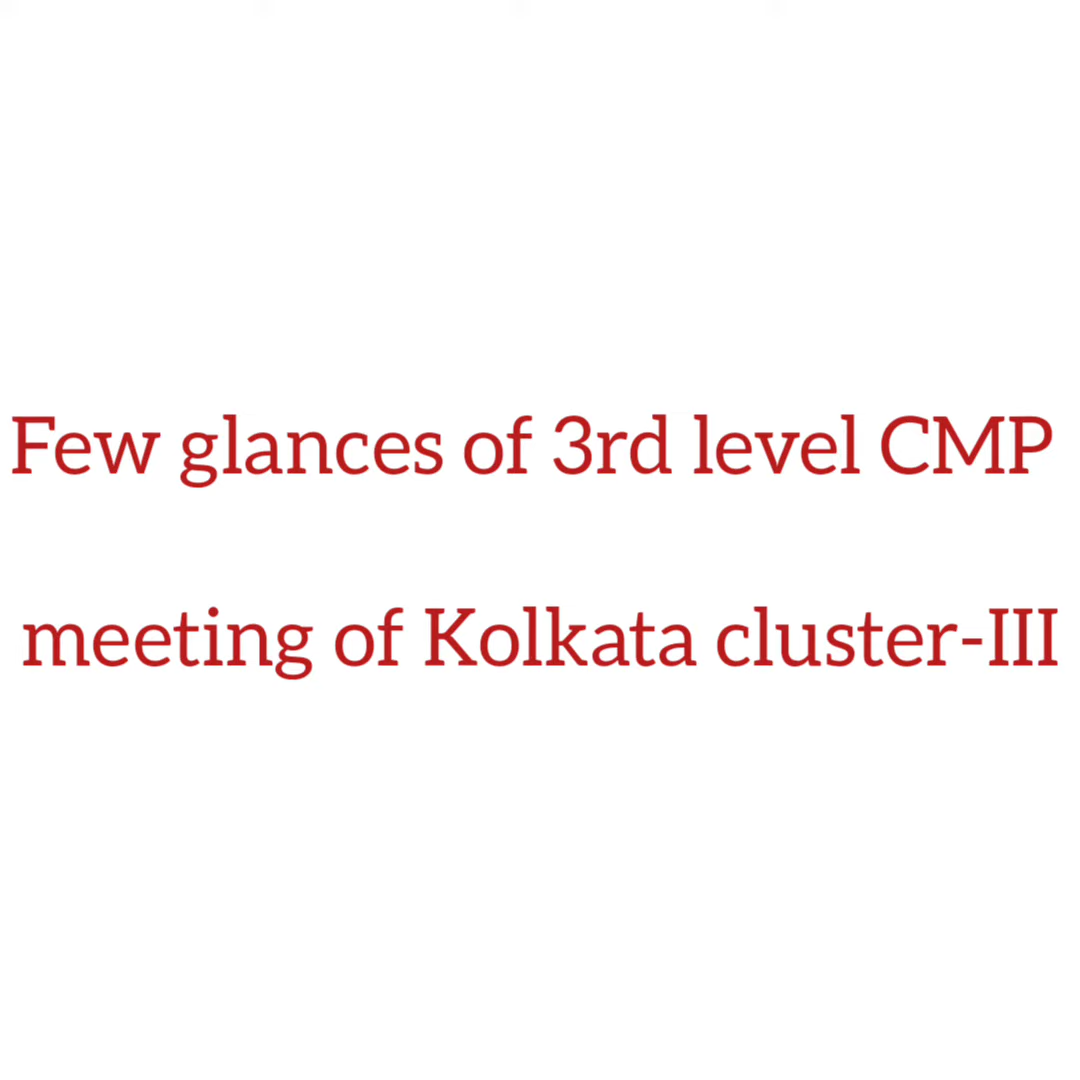 Few glances of 3rd level CMP
meeting of Kolkata cluster-III